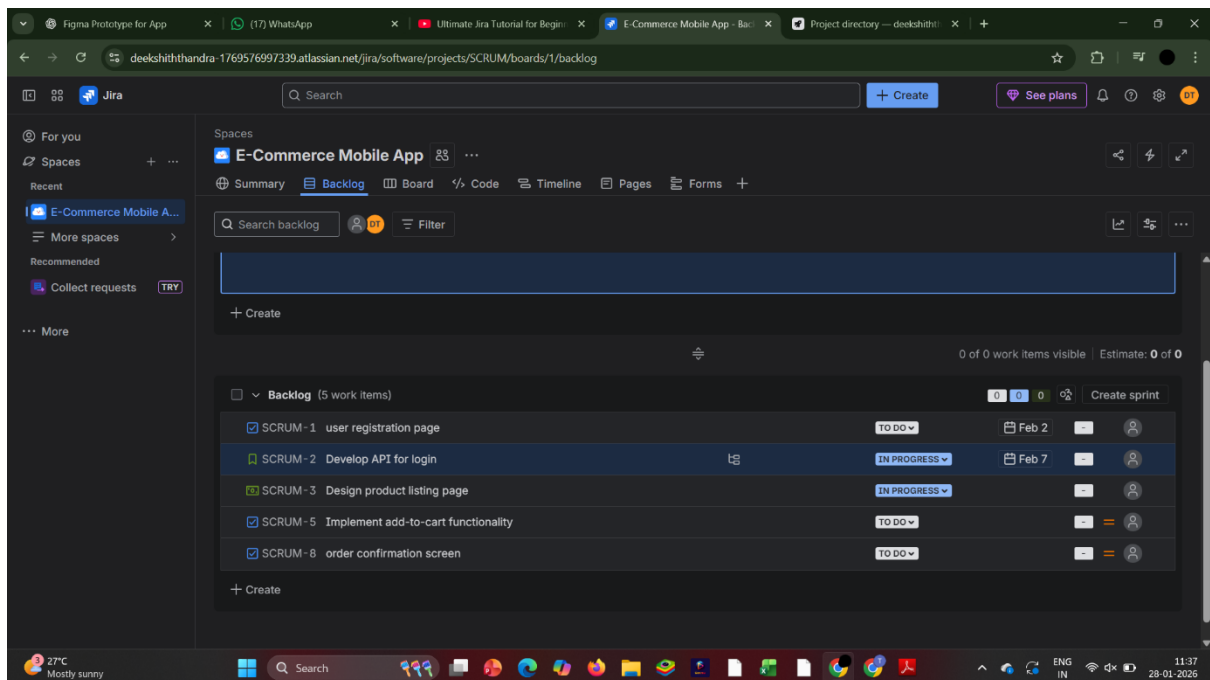 Figma Prototype for App
(17) WhatsApp
Ultimate Jira Tutorial for Beginn
E-Commerce Mobile App - Bac
Project directory — deekshithth
deekshiththandra-1769576997339.atlassian.net/jira/software/projects/SCRUM/boards/1/backlog
Jira
Search
+ Create
See plans
DT
For you
Spaces
Recent
E-Commerce Mobile A...
More spaces
Recommended
Collect requests TRY
More
Spaces
E-Commerce Mobile App
Summary Backlog Board Code Timeline Pages Forms
Search backlog DT Filter
+ Create
0 of 0 work items visible Estimate: 0 of 0
Backlog (5 work items) 0 0 0 Create sprint
SCRUM-1 user registration page TO DO Feb 2 -
SCRUM-2 Develop API for login IN PROGRESS Feb 7 -
SCRUM-3 Design product listing page IN PROGRESS -
SCRUM-5 Implement add-to-cart functionality TO DO -
SCRUM-8 order confirmation screen TO DO -
+ Create
3
27°C
Mostly sunny
Search
ENG
IN
11:37
28-01-2026